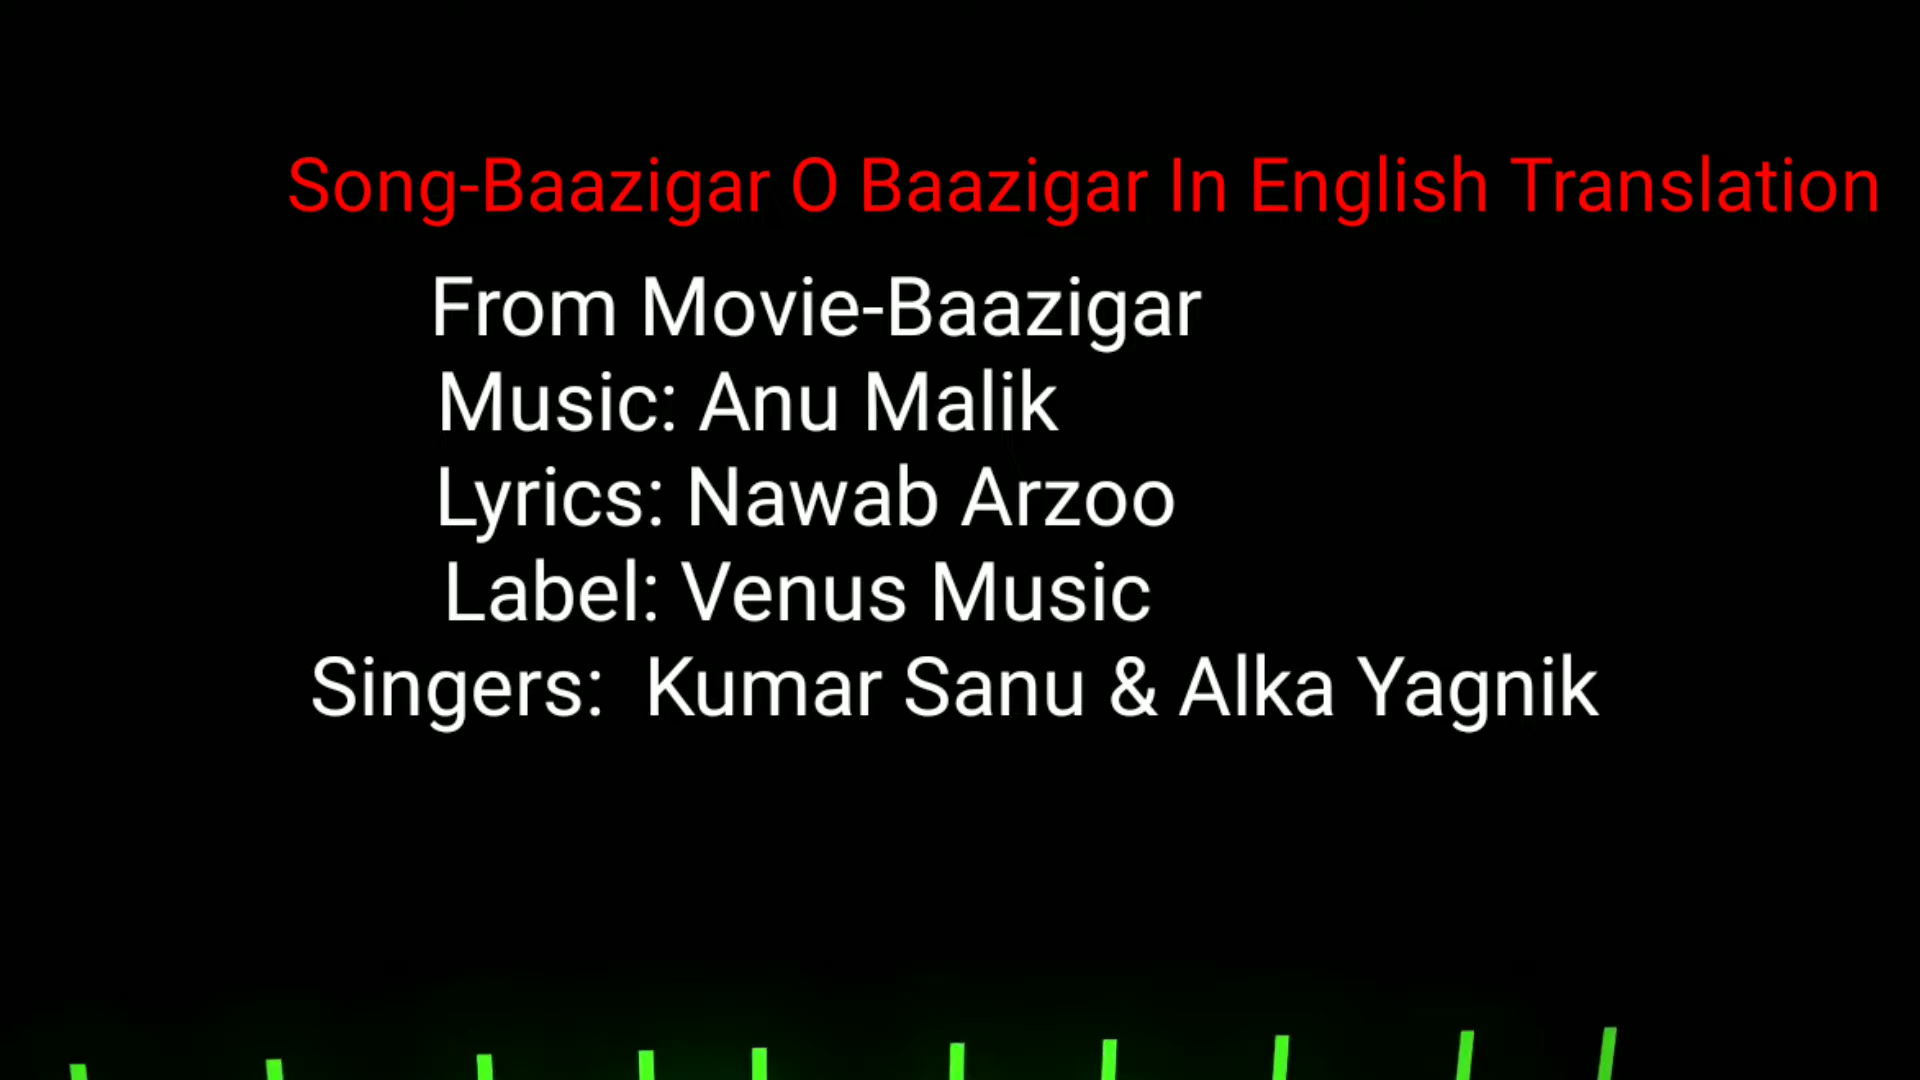 Song-Baazigar O Baazigar In English Translation
From Movie-Baazigar
Music: Anu Malik
Lyrics: Nawab Arzoo
Label: Venus Music
Singers: Kumar Sanu & Alka Yagnik